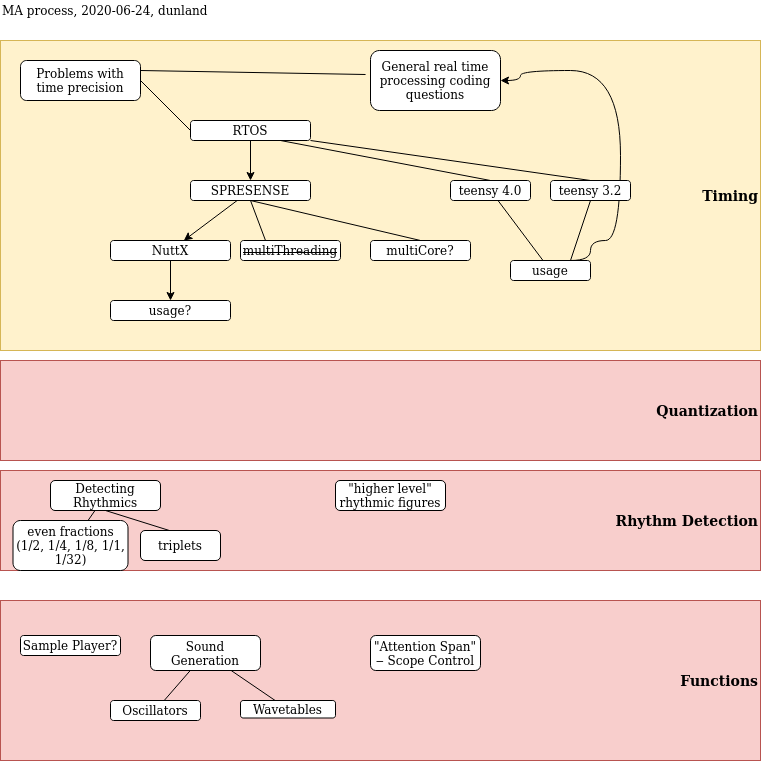 MA process, 2020-06-24, dunland
Problems with
time precision
General real time
processing coding
questions
RTOS
SPRESENSE
teensy 4.0
teensy 3.2
Timing
NuttX
multiThreading
multiCore?
usage
usage?
Quantization
Detecting
Rhythmics
"higher level"
rhythmic figures
Rhythm Detection
even fractions
(1/2, 1/4, 1/8, 1/1,
1/32)
triplets
Sample Player?
Sound
Generation
"Attention Span"
– Scope Control
Functions
Oscillators
Wavetables